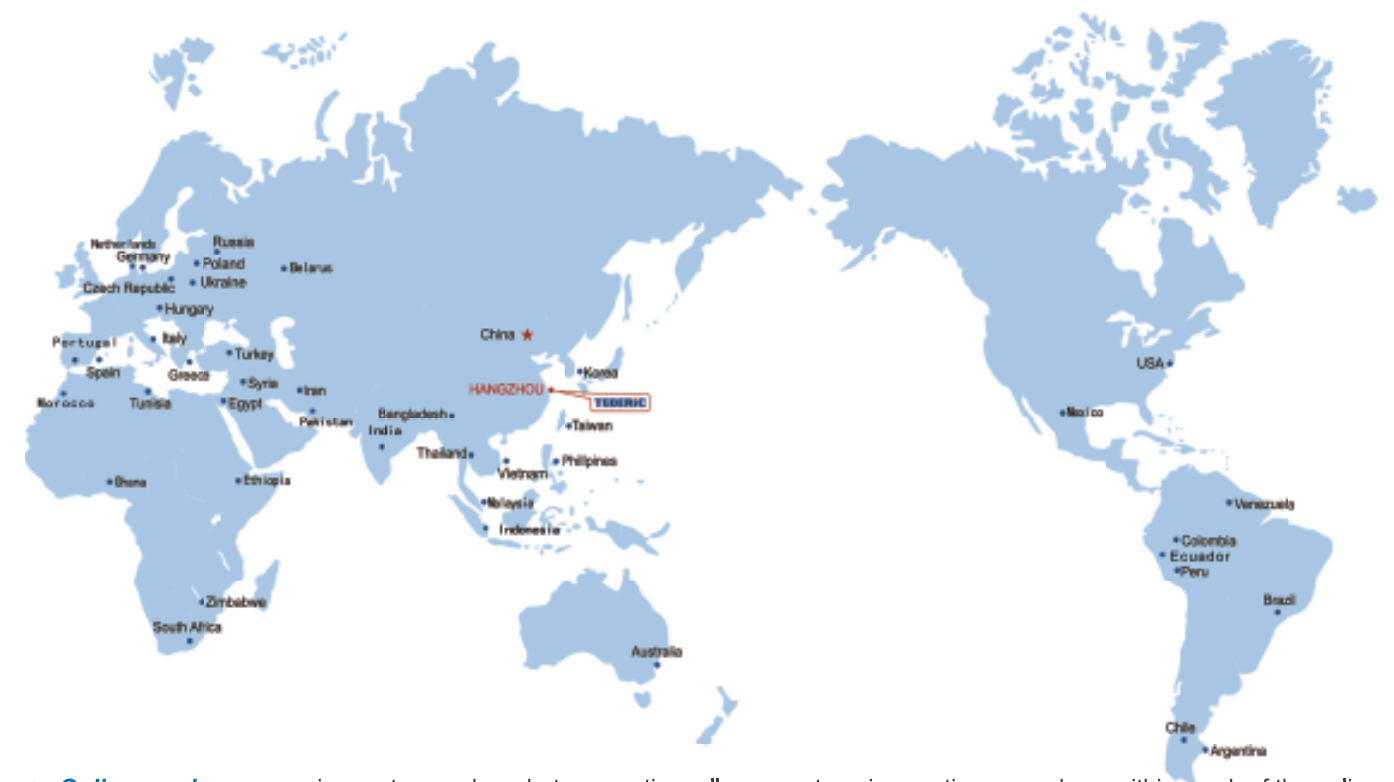 Netherlands
Russia
Germany
Poland
Belarus
Czech Republic
Ukraine
Hungary
China
Portugal
Italy
Turkey
USA
Spain
Greece
Korea
Syria
Iran
HANGZHOU
Morocco
Tunisia
Egypt
TEDERIC
Bangladesh
Mexico
Pakistan
India
Taiwan
Thailand
Philipines
Vietnam
Ghana
Ethiopia
Malaysia
Venezuela
Indonesia
Colombia
Ecuador
Peru
Zimbabwe
Brazil
South Africa
Australia
Chile
Argentina